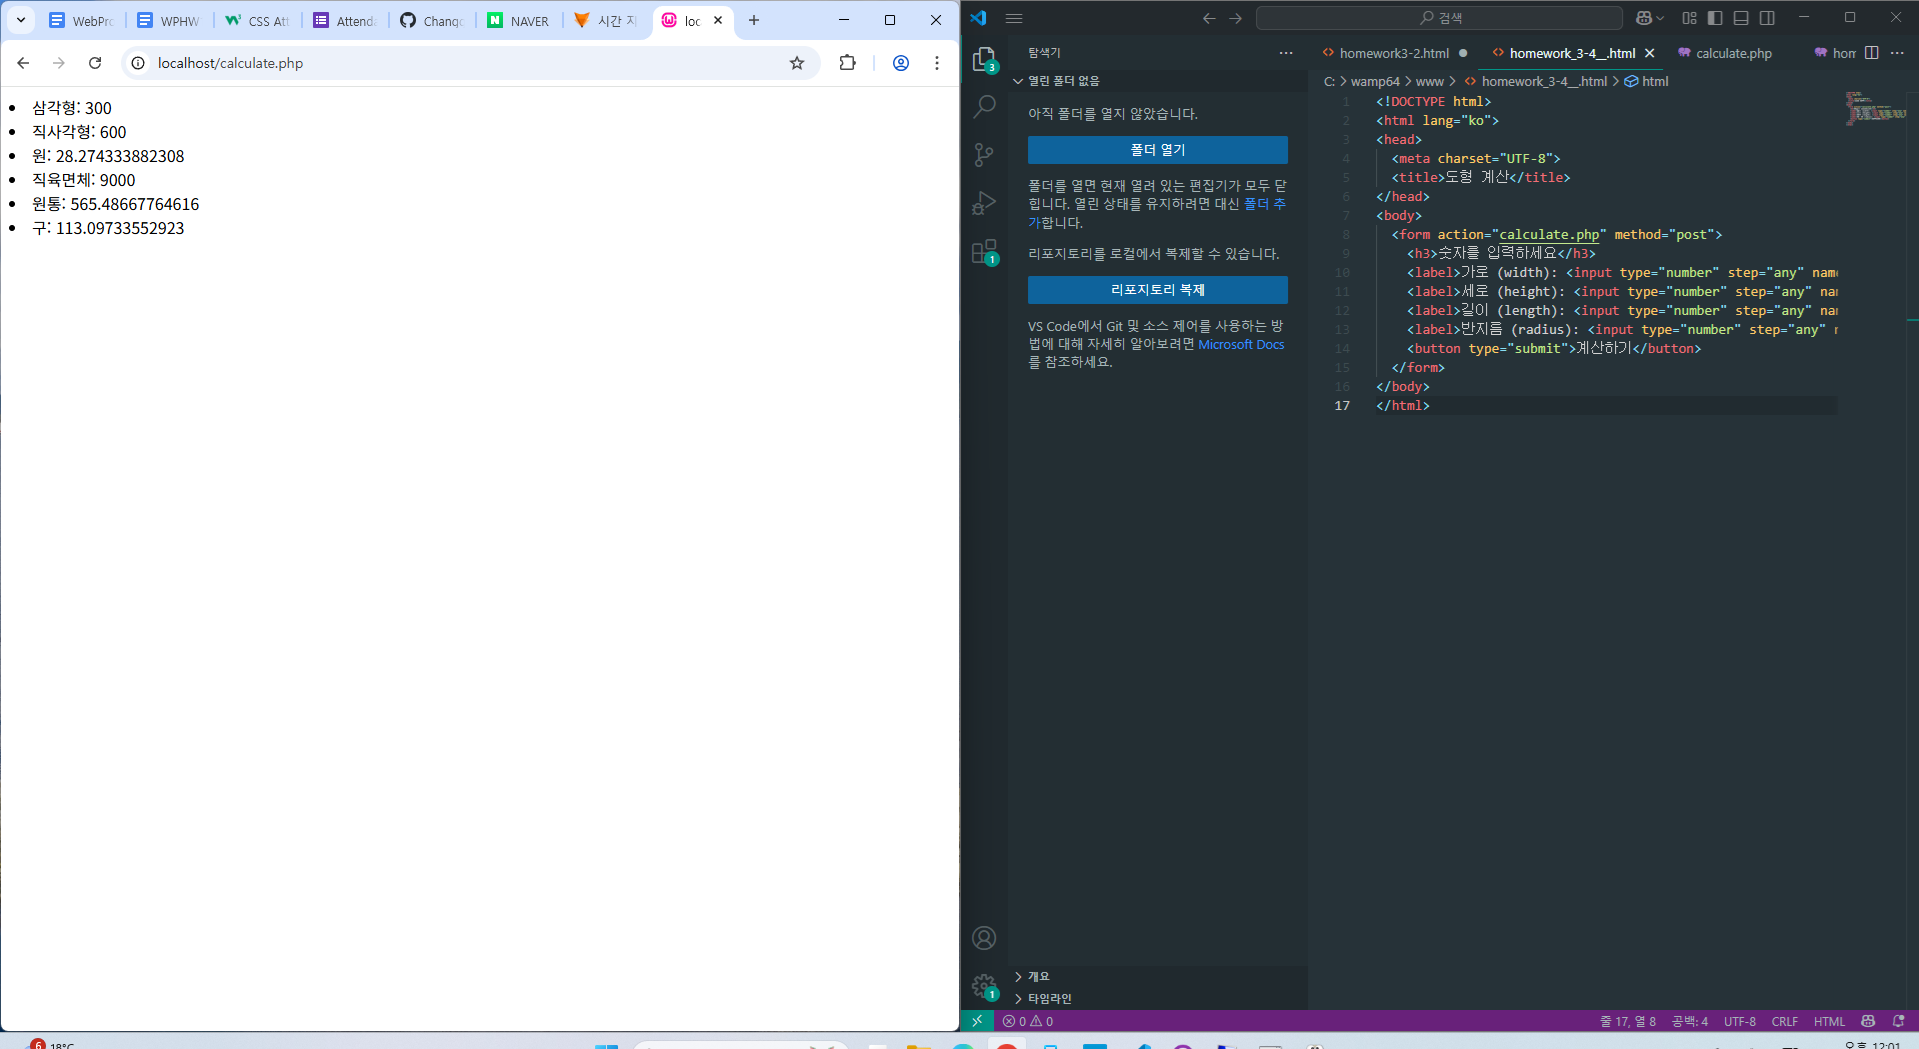 WebPr
WPHW
CSS Att
Attend
Chang
NAVER
시간 지
loc
localhost/calculate.php
삼각형: 300
직사각형: 600
원: 28.274333882308
직육면체: 9000
원통: 565.48667764616
구: 113.09733552923
검색
탐색기
열린 폴더 없음
아직 폴더를 열지 않았습니다.
폴더 열기
폴더를 열면 현재 열려 있는 편집기가 모두 닫
힙니다. 열린 상태를 유지하려면 대신 폴더 추
가합니다.
리포지토리를 로컬에서 복제할 수 있습니다.
리포지토리 복제
VS Code에서 Git 및 소스 제어를 사용하는 방
법에 대해 자세히 알아보려면 Microsoft Docs
를 참조하세요.
개요
타임라인
3
1
1
homework3-2.html
homework_3-4__.html
calculate.php
hom
C: > wamp64 > www > homework_3-4__.html > html
1 <!DOCTYPE html>
2 <html lang="ko">
3 <head>
4 <meta charset="UTF-8">
5 <title>도형 계산</title>
6 </head>
7 <body>
8 <form action="calculate.php" method="post">
9 <h3>숫자를 입력하세요</h3>
10 <label>가로 (width): <input type="number" step="any" nam
11 <label>세로 (height): <input type="number" step="any" na
12 <label>길이 (length): <input type="number" step="any" na
13 <label>반지름 (radius): <input type="number" step="any"
14 <button type="submit">계산하기</button>
15 </form>
16 </body>
17 </html>
0 0
줄 17, 열 8
공백: 4
UTF-8
CRLF
HTML
6
18°C
오후 12:01